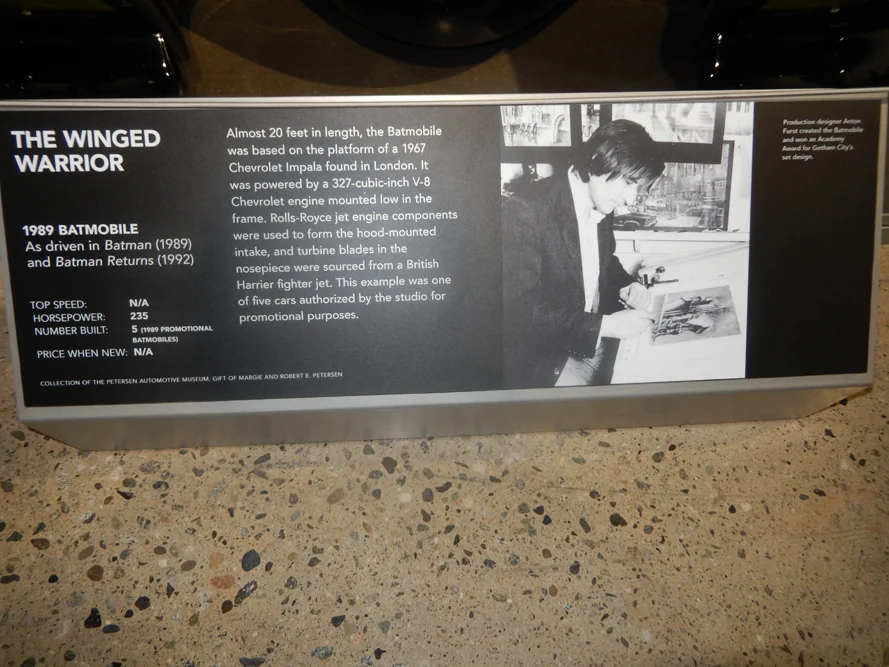 THE WINGED
WARRIOR
1989 BATMOBILE
As driven in Batman (1989)
and Batman Returns (1992)
TOP SPEED: N/A
HORSEPOWER: 235
NUMBER BUILT: 5 (1989 PROMOTIONAL
BATMOBILES)
PRICE WHEN NEW: N/A
COLLECTION OF THE PETERSEN AUTOMOTIVE MUSEUM, GIFT OF MARGIE AND ROBERT E. PETERSEN
Almost 20 feet in length, the Batmobile
was based on the platform of a 1967
Chevrolet Impala found in London. It
was powered by a 327-cubic-inch V-8
Chevrolet engine mounted low in the
frame. Rolls-Royce jet engine components
were used to form the hood-mounted
intake, and turbine blades in the
nosepiece were sourced from a British
Harrier fighter jet. This example was one
of five cars authorized by the studio for
promotional purposes.
Production designer Anton
Furst created the Batmobile
and won an Academy
Award for Gotham City's
set design.